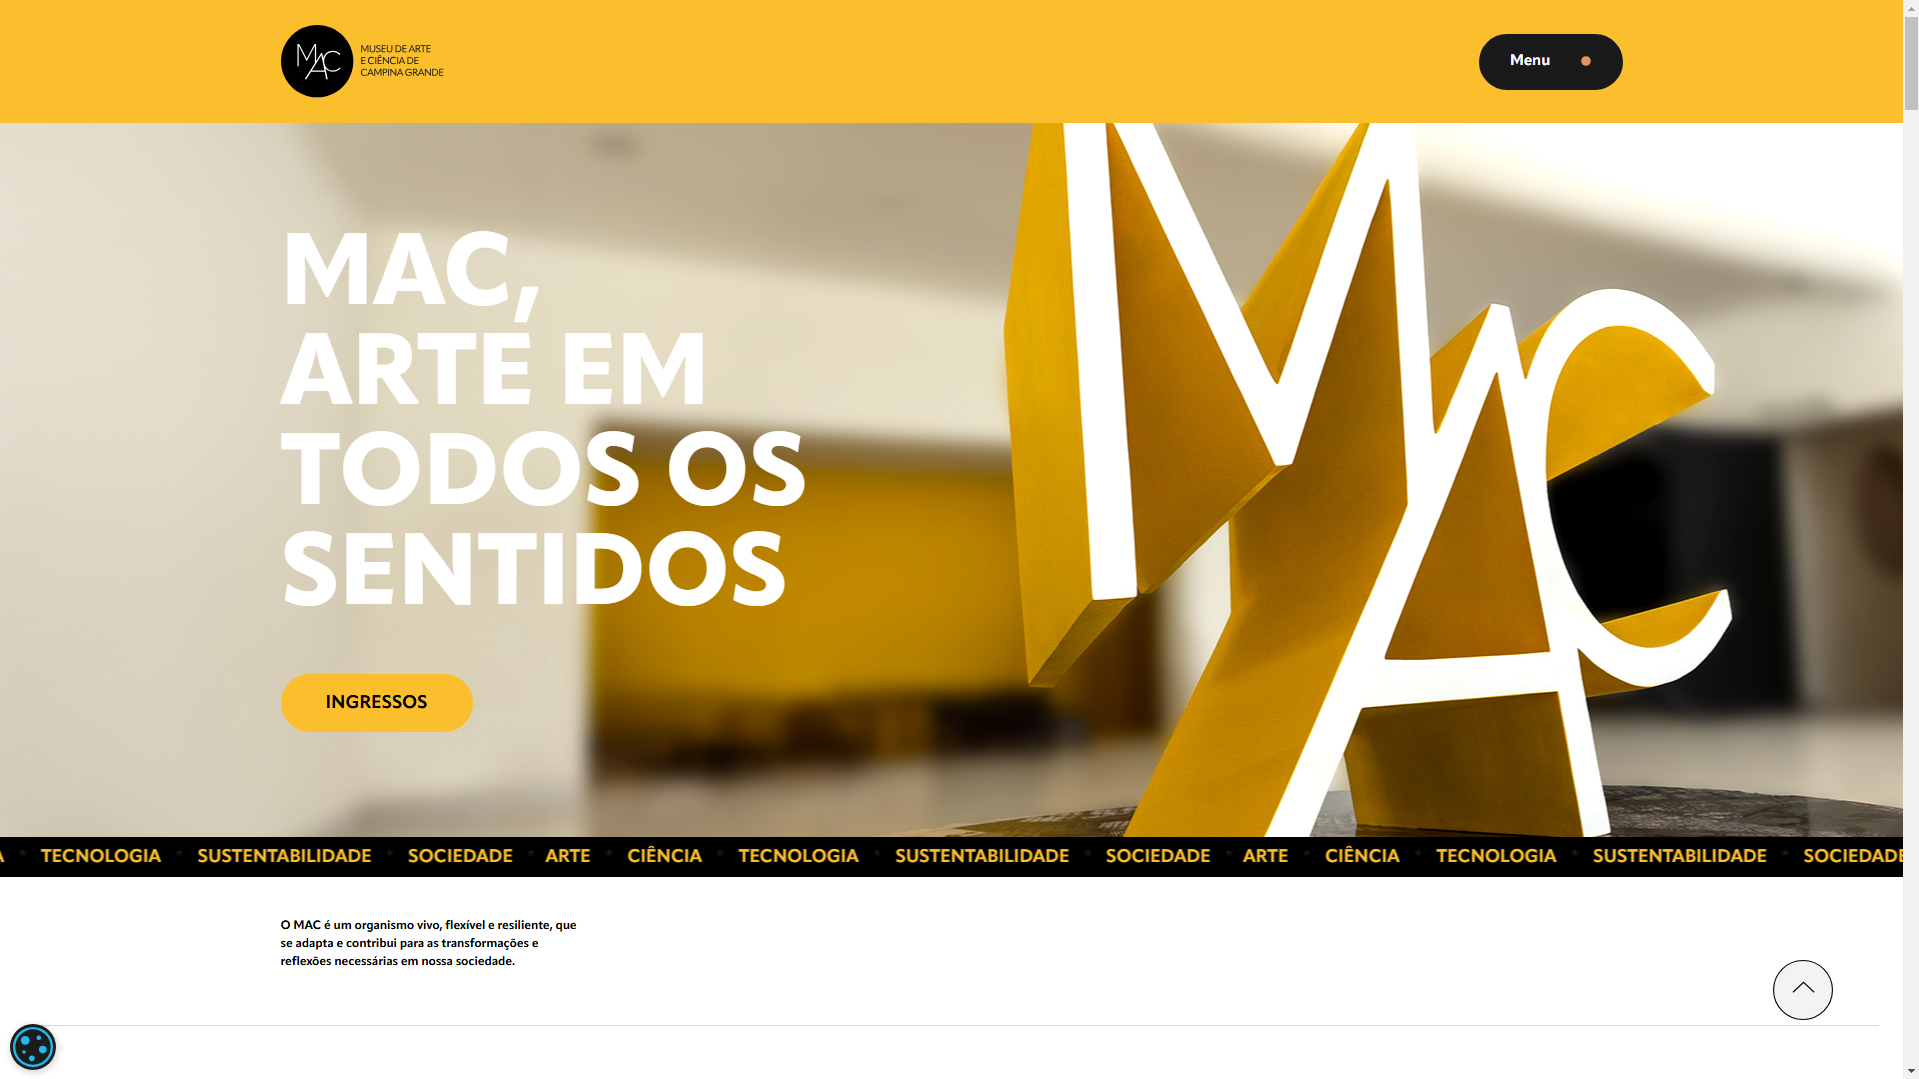 MAC
MUSEU DE ARTE
E CIÊNCIA DE
CAMPINA GRANDE
Menu
MAC,
ARTE EM
TODOS OS
SENTIDOS
MAC
INGRESSOS
A * TECNOLOGIA * SUSTENTABILIDADE * SOCIEDADE * ARTE * CIÊNCIA * TECNOLOGIA * SUSTENTABILIDADE * SOCIEDADE * ARTE * CIÊNCIA * TECNOLOGIA * SUSTENTABILIDADE * SOCIEDADE
O MAC é um organismo vivo, flexível e resiliente, que
se adapta e contribui para as transformações e
reflexões necessárias em nossa sociedade.